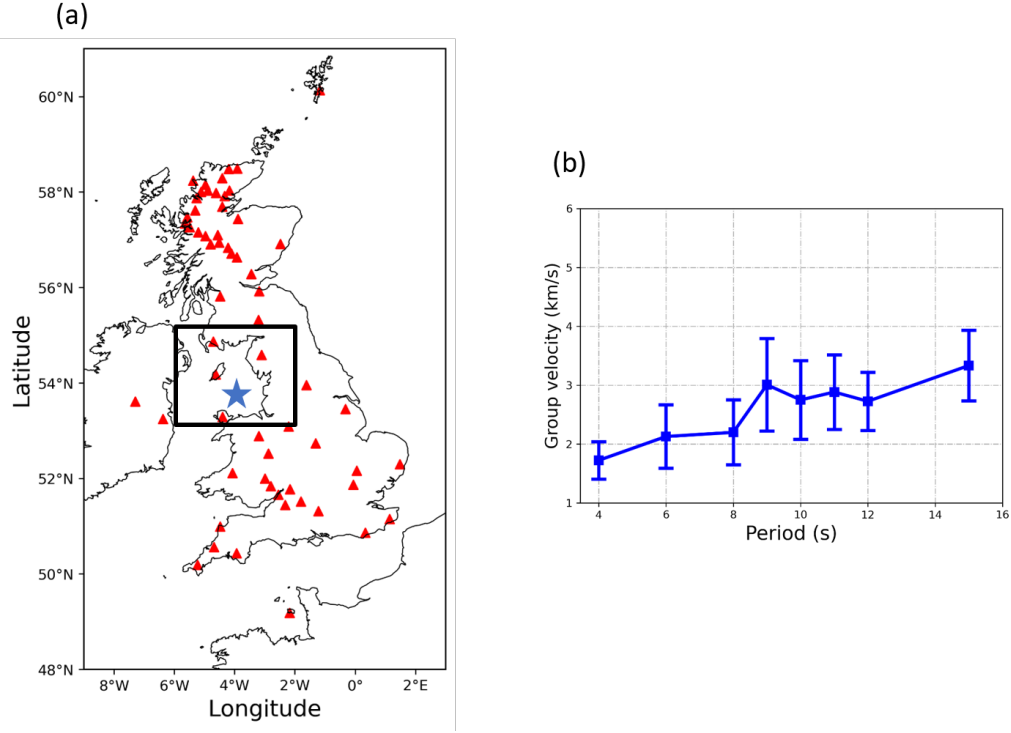 (a)
60°N
58°N
56°N
54°N
52°N
50°N
48°N
Latitude
8°W 6°W 4°W 2°W 0° 2°E
Longitude
(b)
6
5
4
3
2
1
Group velocity (km/s)
4 6 8 10 12 14 16
Period (s)